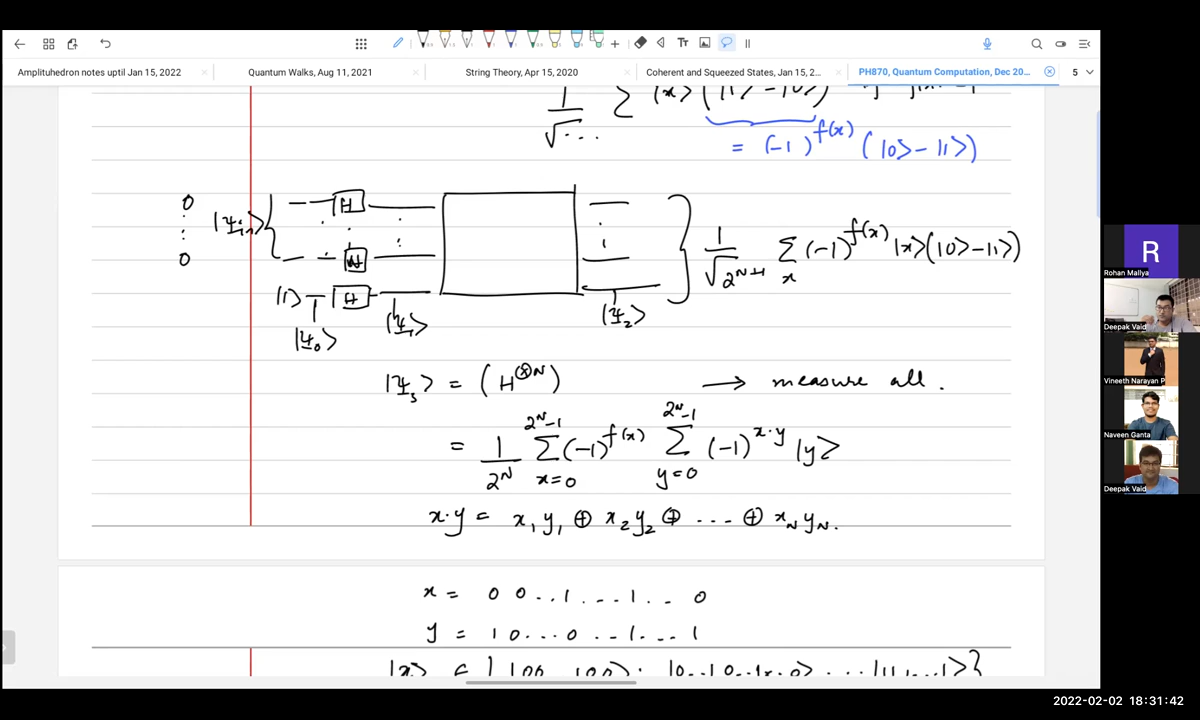 Amplituhedron notes uptil Jan 15, 2022 × Quantum Walks, Aug 11, 2021 × String Theory, Apr 15, 2020 × Coherent and Squeezed States, Jan 15, 2... × PH870, Quantum Computation, Dec 20... 5
Tт
= (-1)^f(x) (|0>-|1>)
0 |Ψin> H
: 1/√2^N+1 Σx (-1)^f(x) |x>(|0>-|1>)
0 H
|1> H
|Ψ0> |Ψ1> |Ψ2>
|Ψ3> = (H^⊗N) → measure all.
= 1/2^N Σ_{x=0}^{2^N-1} (-1)^f(x) Σ_{y=0}^{2^N-1} (-1)^x·y |y>
x·y = x1y1 ⊕ x2y2 ⊕ ... ⊕ xNyN.
x = 0 0 .. 1 ... 1 .. 0
y = 1 0 ... 0 .. 1 ... 1
R
Rohan Mallya
Deepak Vaid
Vineeth Narayan P
Naveen Ganta
Deepak Vaid
2022-02-02 18:31:42